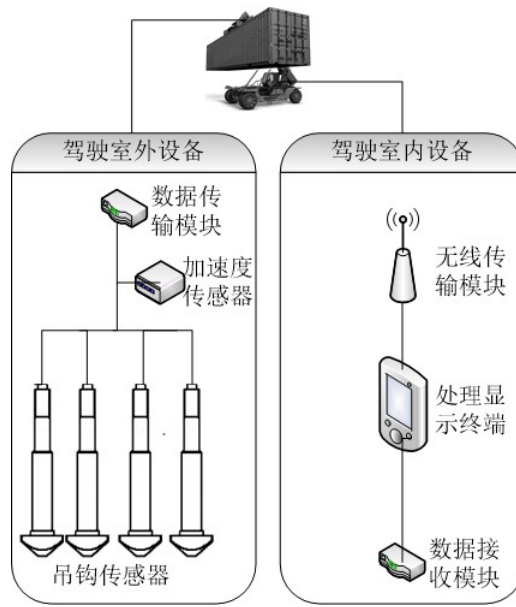 驾驶室外设备
数据传
输模块
加速度
传感器
吊钩传感器
驾驶室内设备
无线传
输模块
处理显
示终端
数据接
收模块